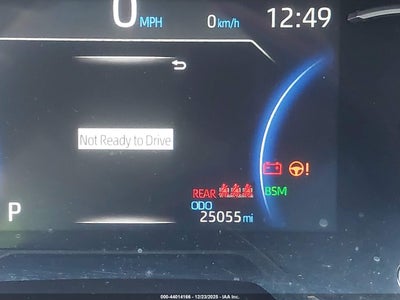 0 MPH 0 km/h 12:49
Not Ready to Drive
REAR BSM
ODO
P 25055 mi
000-44014166 - 12/23/2025 - IAA Inc.